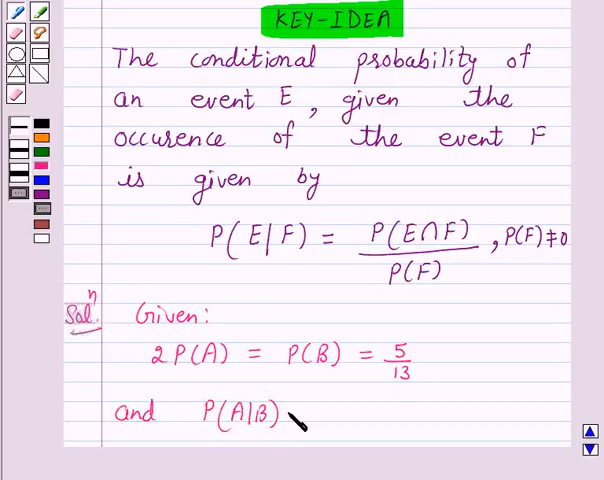 KEY-IDEA
The conditional probability of
an event E, given the
occurence of the event F
is given by
P(E|F) = P(E∩F)/P(F), P(F)≠0
Solⁿ. Given:
2P(A) = P(B) = 5/13
and P(A|B)